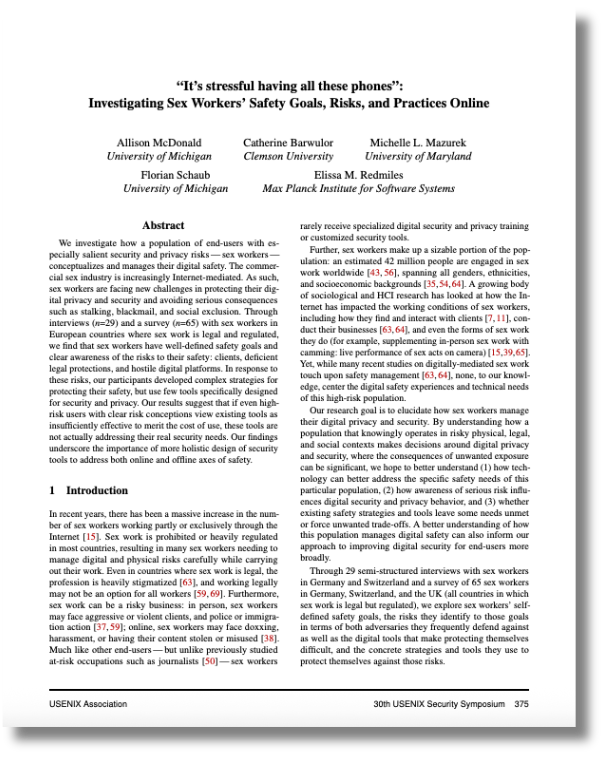 “It’s stressful having all these phones”:
Investigating Sex Workers’ Safety Goals, Risks, and Practices Online
Allison McDonald
University of Michigan
Catherine Barwulor
Clemson University
Michelle L. Mazurek
University of Maryland
Florian Schaub
University of Michigan
Elissa M. Redmiles
Max Planck Institute for Software Systems
Abstract
We investigate how a population of end-users with es-
pecially salient security and privacy risks — sex workers —
conceptualizes and manages their digital safety. The commer-
cial sex industry is increasingly Internet-mediated. As such,
sex workers are facing new challenges in protecting their dig-
ital privacy and security and avoiding serious consequences
such as stalking, blackmail, and social exclusion. Through
interviews (n=29) and a survey (n=65) with sex workers in
European countries where sex work is legal and regulated,
we find that sex workers have well-defined safety goals and
clear awareness of the risks to their safety: clients, deficient
legal protections, and hostile digital platforms. In response to
these risks, our participants developed complex strategies for
protecting their safety, but use few tools specifically designed
for security and privacy. Our results suggest that if even high-
risk users with clear risk conceptions view existing tools as
insufficiently effective to merit the cost of use, these tools are
not actually addressing their real security needs. Our findings
underscore the importance of more holistic design of security
tools to address both online and offline axes of safety.
1 Introduction
In recent years, there has been a massive increase in the num-
ber of sex workers working partly or exclusively through the
Internet [15]. Sex work is prohibited or heavily regulated
in most countries, resulting in many sex workers needing to
manage digital and physical risks carefully while carrying
out their work. Even in countries where sex work is legal, the
profession is heavily stigmatized [63], and working legally
may not be an option for all workers [59, 69]. Furthermore,
sex work can be a risky business: in person, sex workers
may face aggressive or violent clients, and police or immigra-
tion action [37, 59]; online, sex workers may face doxxing,
harassment, or having their content stolen or misused [38].
Much like other end-users — but unlike previously studied
at-risk occupations such as journalists [50] — sex workers
rarely receive specialized digital security and privacy training
or customized security tools.
Further, sex workers make up a sizable portion of the pop-
ulation: an estimated 42 million people are engaged in sex
work worldwide [43, 56], spanning all genders, ethnicities,
and socioeconomic backgrounds [35,54,64]. A growing body
of sociological and HCI research has looked at how the In-
ternet has impacted the working conditions of sex workers,
including how they find and interact with clients [7,11], con-
duct their businesses [63,64], and even the forms of sex work
they do (for example, supplementing in-person sex work with
camming: live performance of sex acts on camera) [15,39,65].
Yet, while many recent studies on digitally-mediated sex work
touch upon safety management [63, 64], none, to our knowl-
edge, center the digital safety experiences and technical needs
of this high-risk population.
Our research goal is to elucidate how sex workers manage
their digital privacy and security. By understanding how a
population that knowingly operates in risky physical, legal,
and social contexts makes decisions around digital privacy
and security, where the consequences of unwanted exposure
can be significant, we hope to better understand (1) how tech-
nology can better address the specific safety needs of this
particular population, (2) how awareness of serious risk influ-
ences digital security and privacy behavior, and (3) whether
existing safety strategies and tools leave some needs unmet
or force unwanted trade-offs. A better understanding of how
this population manages digital safety can also inform our
approach to improving digital security for end-users more
broadly.
Through 29 semi-structured interviews with sex workers
in Germany and Switzerland and a survey of 65 sex workers
in Germany, Switzerland, and the UK (all countries in which
sex work is legal but regulated), we explore sex workers’ self-
defined safety goals, the risks they identify to those goals
in terms of both adversaries they frequently defend against
as well as the digital tools that make protecting themselves
difficult, and the concrete strategies and tools they use to
protect themselves against those risks.
USENIX Association
30th USENIX Security Symposium 375